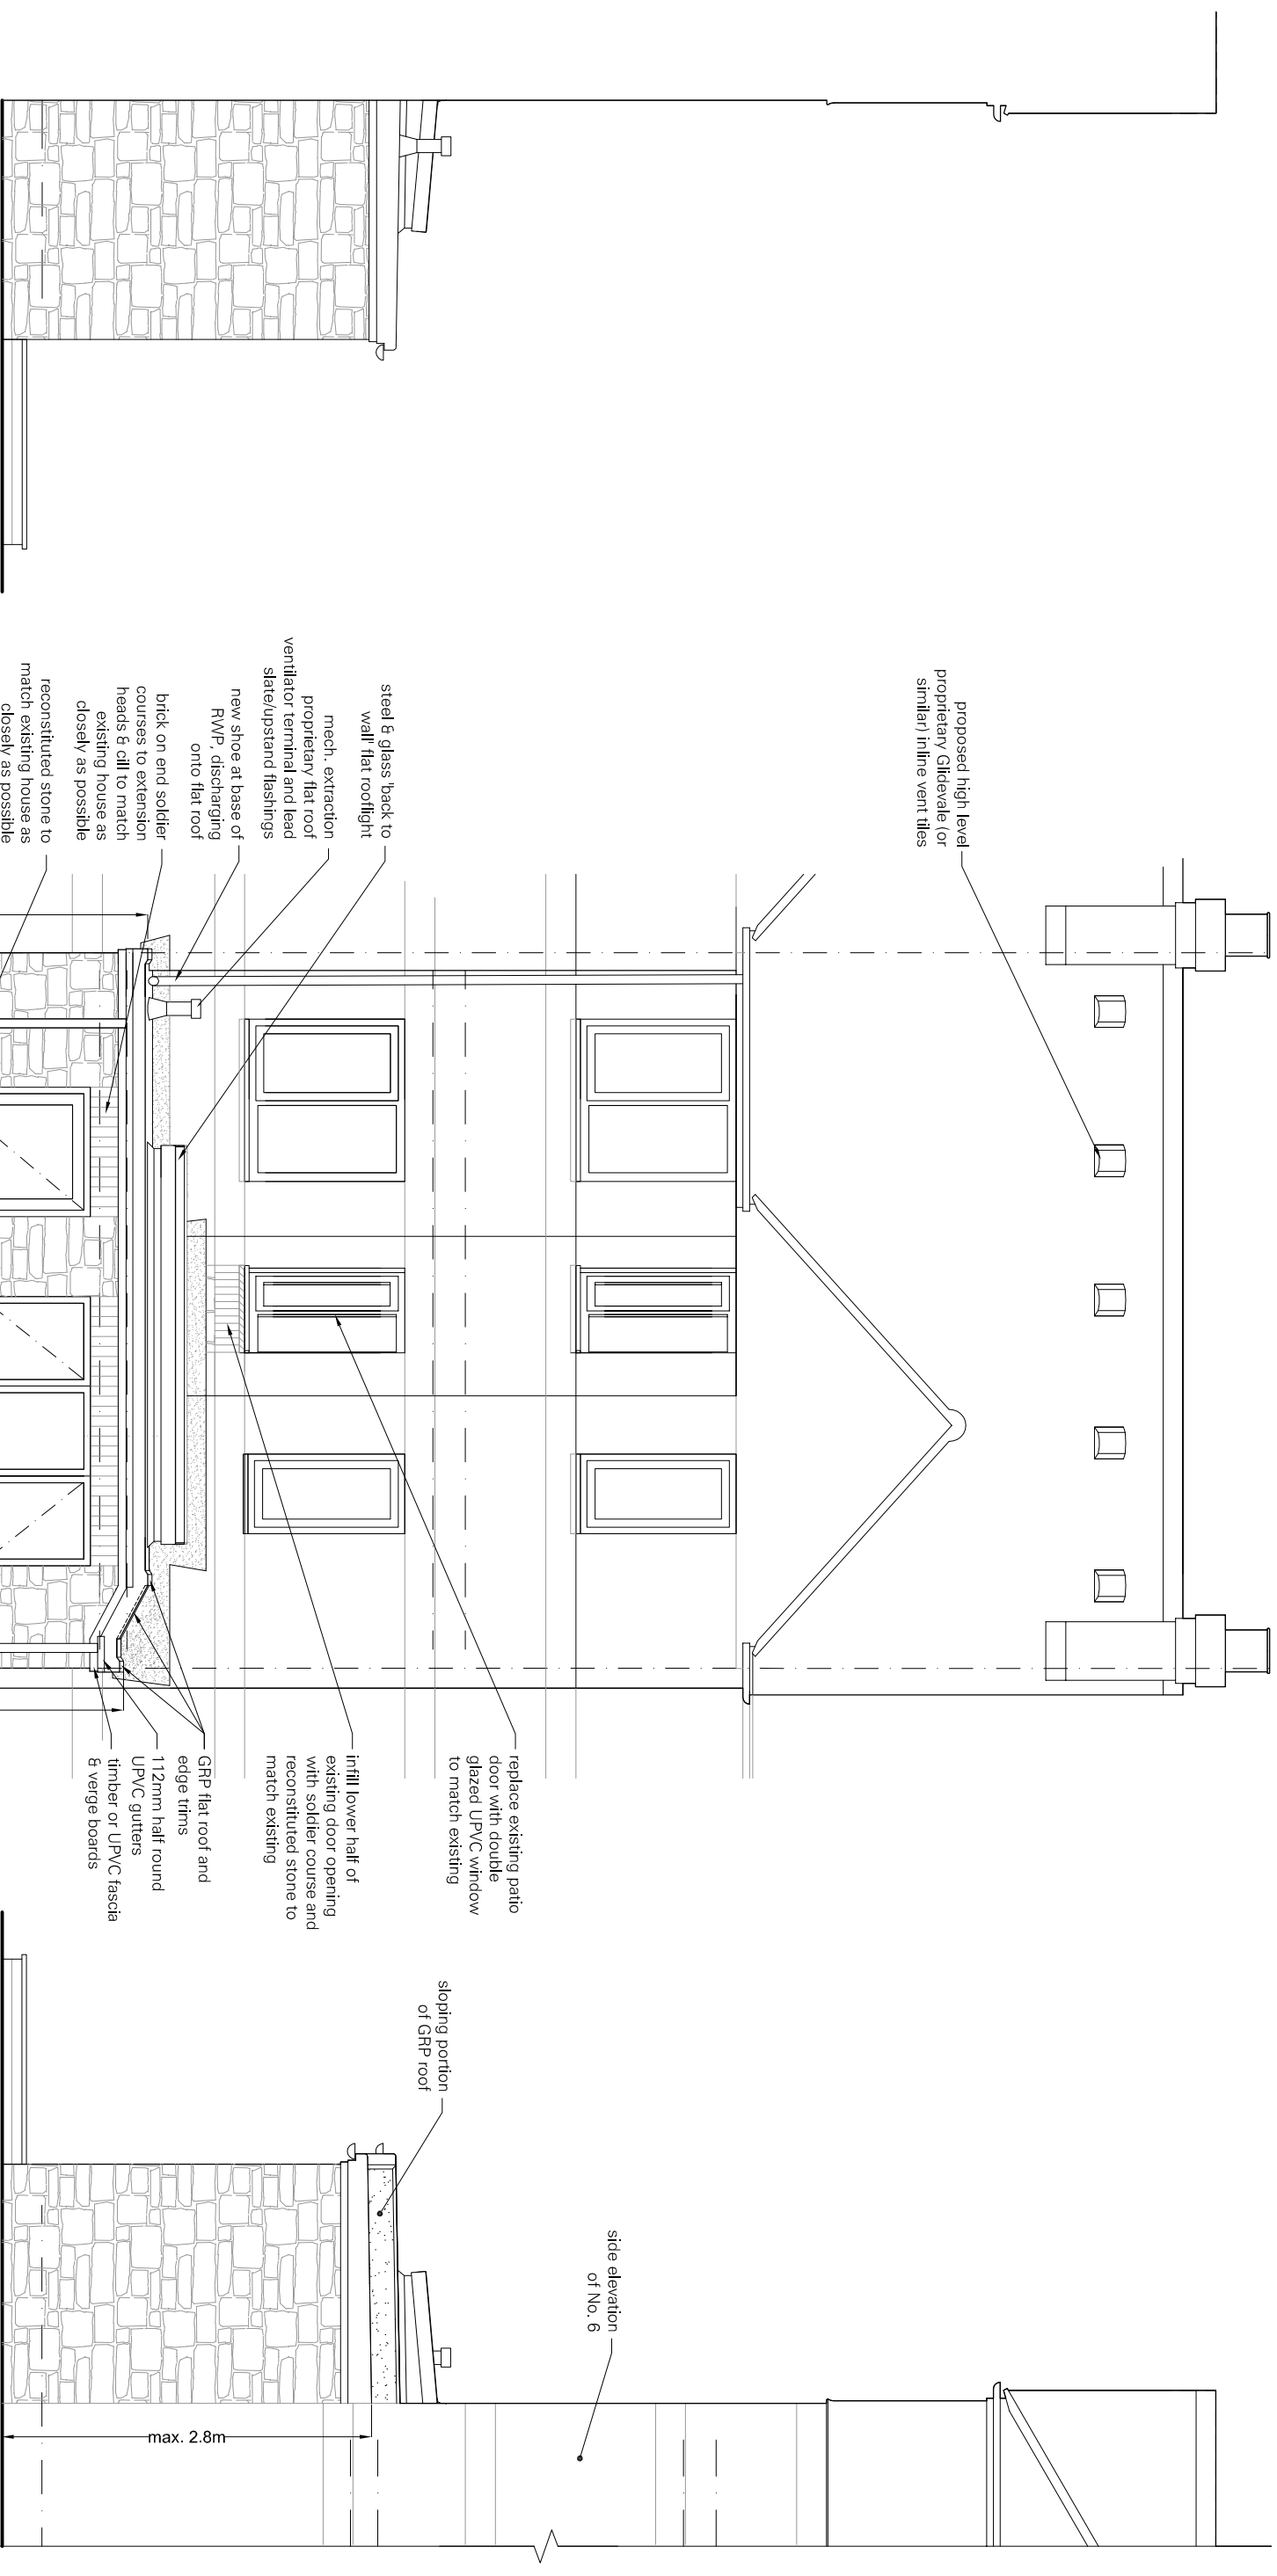 proposed high level
proprietary Glidevale (or
similar) inline vent tiles
steel & glass 'back to
wall' flat rooflight
mech. extraction
proprietary flat roof
ventilator terminal and lead
slate/upstand flashings
new shoe at base of
RWP, discharging
onto flat roof
brick on end soldier
courses to extension
heads & cill to match
existing house as
closely as possible
reconstituted stone to
match existing house as
closely as possible
replace existing patio
door with double
glazed UPVC window
to match existing
infill lower half of
existing door opening
with soldier course and
reconstituted stone to
match existing
GRP flat roof and
edge trims
112mm half round
UPVC gutters
timber or UPVC fascia
& verge boards
sloping portion
of GRP roof
side elevation
of No. 6
max. 2.8m